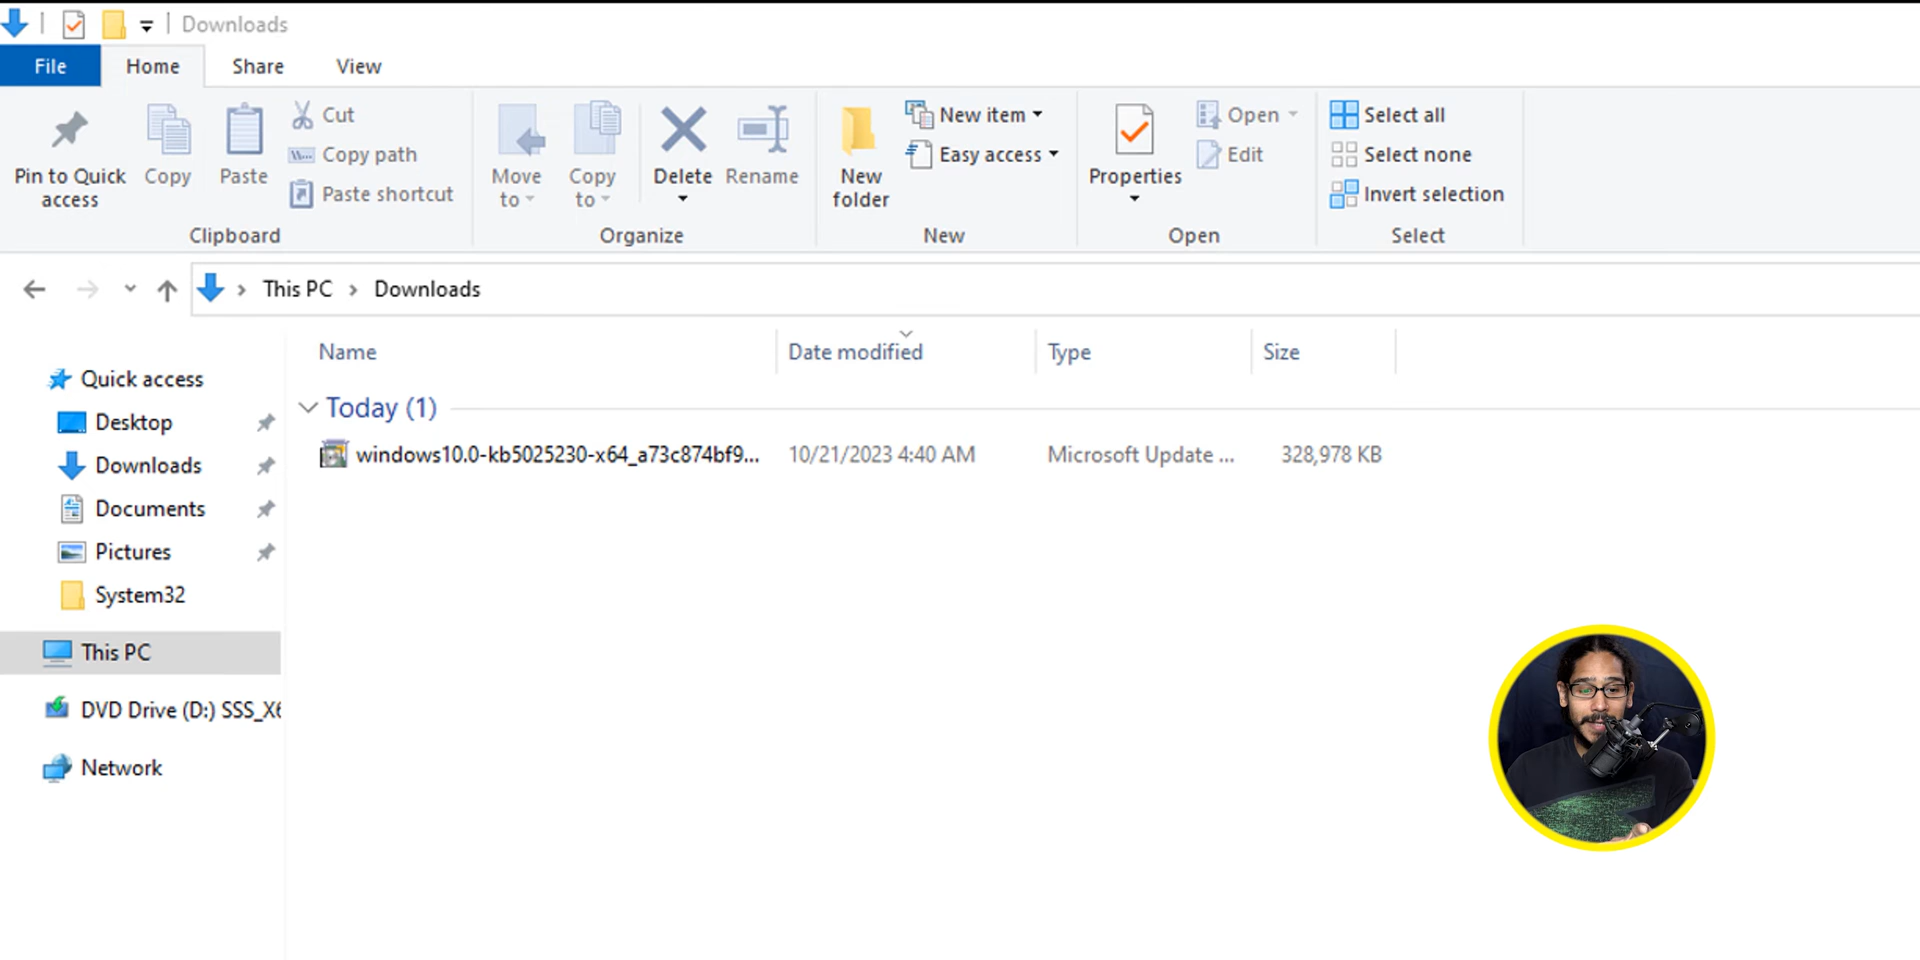 Downloads
File Home Share View
Pin to Quick access
Copy
Paste
Cut
Copy path
Paste shortcut
Clipboard
Move to
Copy to
Delete
Rename
Organize
New folder
New item
Easy access
New
Properties
Open
Edit
Open
Select all
Select none
Invert selection
Select
This PC > Downloads
Name Date modified Type Size
Quick access
Desktop
Downloads
Documents
Pictures
System32
This PC
DVD Drive (D:) SSS_X6
Network
Today (1)
windows10.0-kb5025230-x64_a73c874bf9... 10/21/2023 4:40 AM Microsoft Update ... 328,978 KB